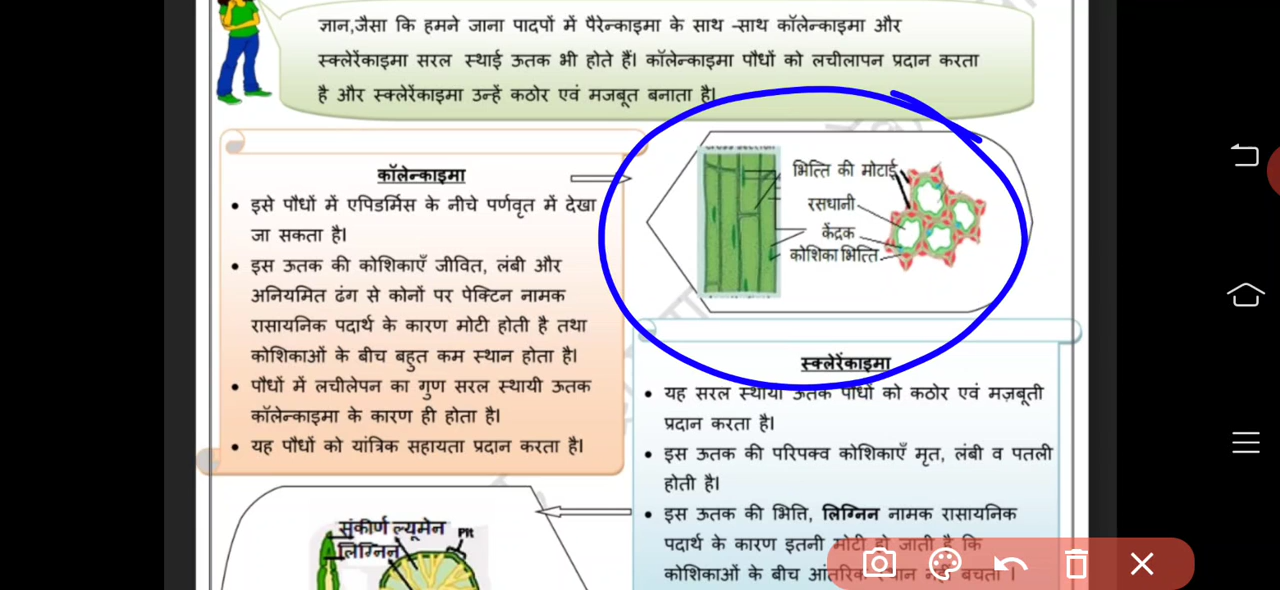 ज्ञान,जैसा कि हमने जाना पादपों में पैरेन्काइमा के साथ -साथ कॉलेन्काइमा और
स्क्लेरेंकाइमा सरल स्थाई ऊतक भी होते हैं। कॉलेन्काइमा पौधों को लचीलापन प्रदान करता
है और स्क्लेरेंकाइमा उन्हें कठोर एवं मजबूत बनाता है।
कॉलेन्काइमा
• इसे पौधों में एपिडर्मिस के नीचे पर्णवृत में देखा
जा सकता है।
• इस ऊतक की कोशिकाएँ जीवित, लंबी और
अनियमित ढंग से कोनों पर पेक्टिन नामक
रासायनिक पदार्थ के कारण मोटी होती है तथा
कोशिकाओं के बीच बहुत कम स्थान होता है।
• पौधों में लचीलेपन का गुण सरल स्थायी ऊतक
कॉलेन्काइमा के कारण ही होता है।
• यह पौधों को यांत्रिक सहायता प्रदान करता है।
भित्ति की मोटाई
रसधानी
केंद्रक
कोशिका भित्ति
स्क्लेरेंकाइमा
• यह सरल स्थायी ऊतक पौधों को कठोर एवं मज़बूती
प्रदान करता है।
• इस ऊतक की परिपक्व कोशिकाएँ मृत, लंबी व पतली
होती है।
• इस ऊतक की भित्ति, लिग्निन नामक रासायनिक
पदार्थ के कारण इतनी मोटी हो जाती है कि
कोशिकाओं के बीच आंतरिक स्थान नहीं बचता ।
संकीर्ण ल्यूमेन
Pit
लिग्निन